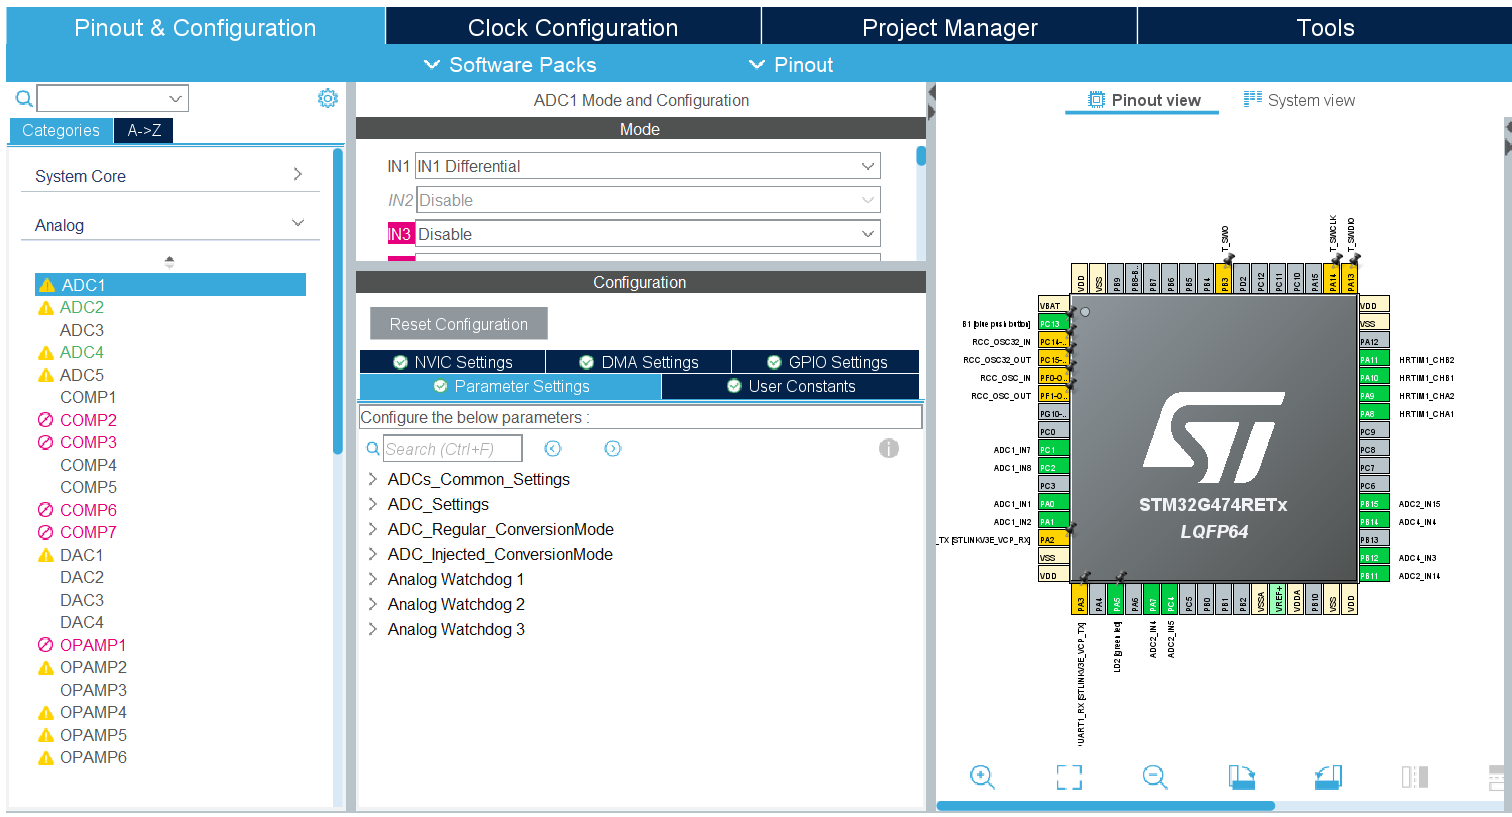 Pinout & Configuration
Clock Configuration
Project Manager
Tools
Software Packs
Pinout
Categories
A->Z
System Core
Analog
ADC1
ADC2
ADC3
ADC4
ADC5
COMP1
COMP2
COMP3
COMP4
COMP5
COMP6
COMP7
DAC1
DAC2
DAC3
DAC4
OPAMP1
OPAMP2
OPAMP3
OPAMP4
OPAMP5
OPAMP6
ADC1 Mode and Configuration
Mode
IN1 IN1 Differential
IN2 Disable
IN3 Disable
Configuration
Reset Configuration
NVIC Settings
DMA Settings
GPIO Settings
Parameter Settings
User Constants
Configure the below parameters :
Search (Ctrl+F)
ADCs_Common_Settings
ADC_Settings
ADC_Regular_ConversionMode
ADC_Injected_ConversionMode
Analog Watchdog 1
Analog Watchdog 2
Analog Watchdog 3
Pinout view
System view
T_SWO
T_SWCLK
T_SWDIO
VDD
VSS
PB9
PB8-B..
PB7
PB6
PB5
PB4
PB3
PD2
PC12
PC11
PC10
PA15
PA14
PA13
VBAT
B1 [blue push button] PC13
RCC_OSC32_IN PC14-..
RCC_OSC32_OUT PC15-..
RCC_OSC_IN PF0-O..
RCC_OSC_OUT PF1-O..
PG10-..
PC0
ADC1_IN7 PC1
ADC1_IN8 PC2
PC3
ADC1_IN1 PA0
ADC1_IN2 PA1
_TX [STLINKV3E_VCP_RX] PA2
VSS
VDD
STM32G474RETx
LQFP64
VDD
VSS
PA12
PA11 HRTIM1_CHB2
PA10 HRTIM1_CHB1
PA9 HRTIM1_CHA2
PA8 HRTIM1_CHA1
PC9
PC8
PC7
PC6
PB15 ADC2_IN15
PB14 ADC4_IN4
PB13
PB12 ADC4_IN3
PB11 ADC2_IN14
PA3
PA4
PA5
PA6
PA7
PC4
PC5
PB0
PB1
PB2
VSSA
VREF+
VDDA
PB10
VSS
VDD
UART1_RX [STLINKV3E_VCP_TX]
LD2 [green led]
ADC2_IN4
ADC2_IN5